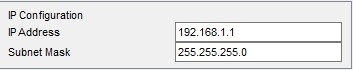 IP Configuration
IP Address 192.168.1.1
Subnet Mask 255.255.255.0